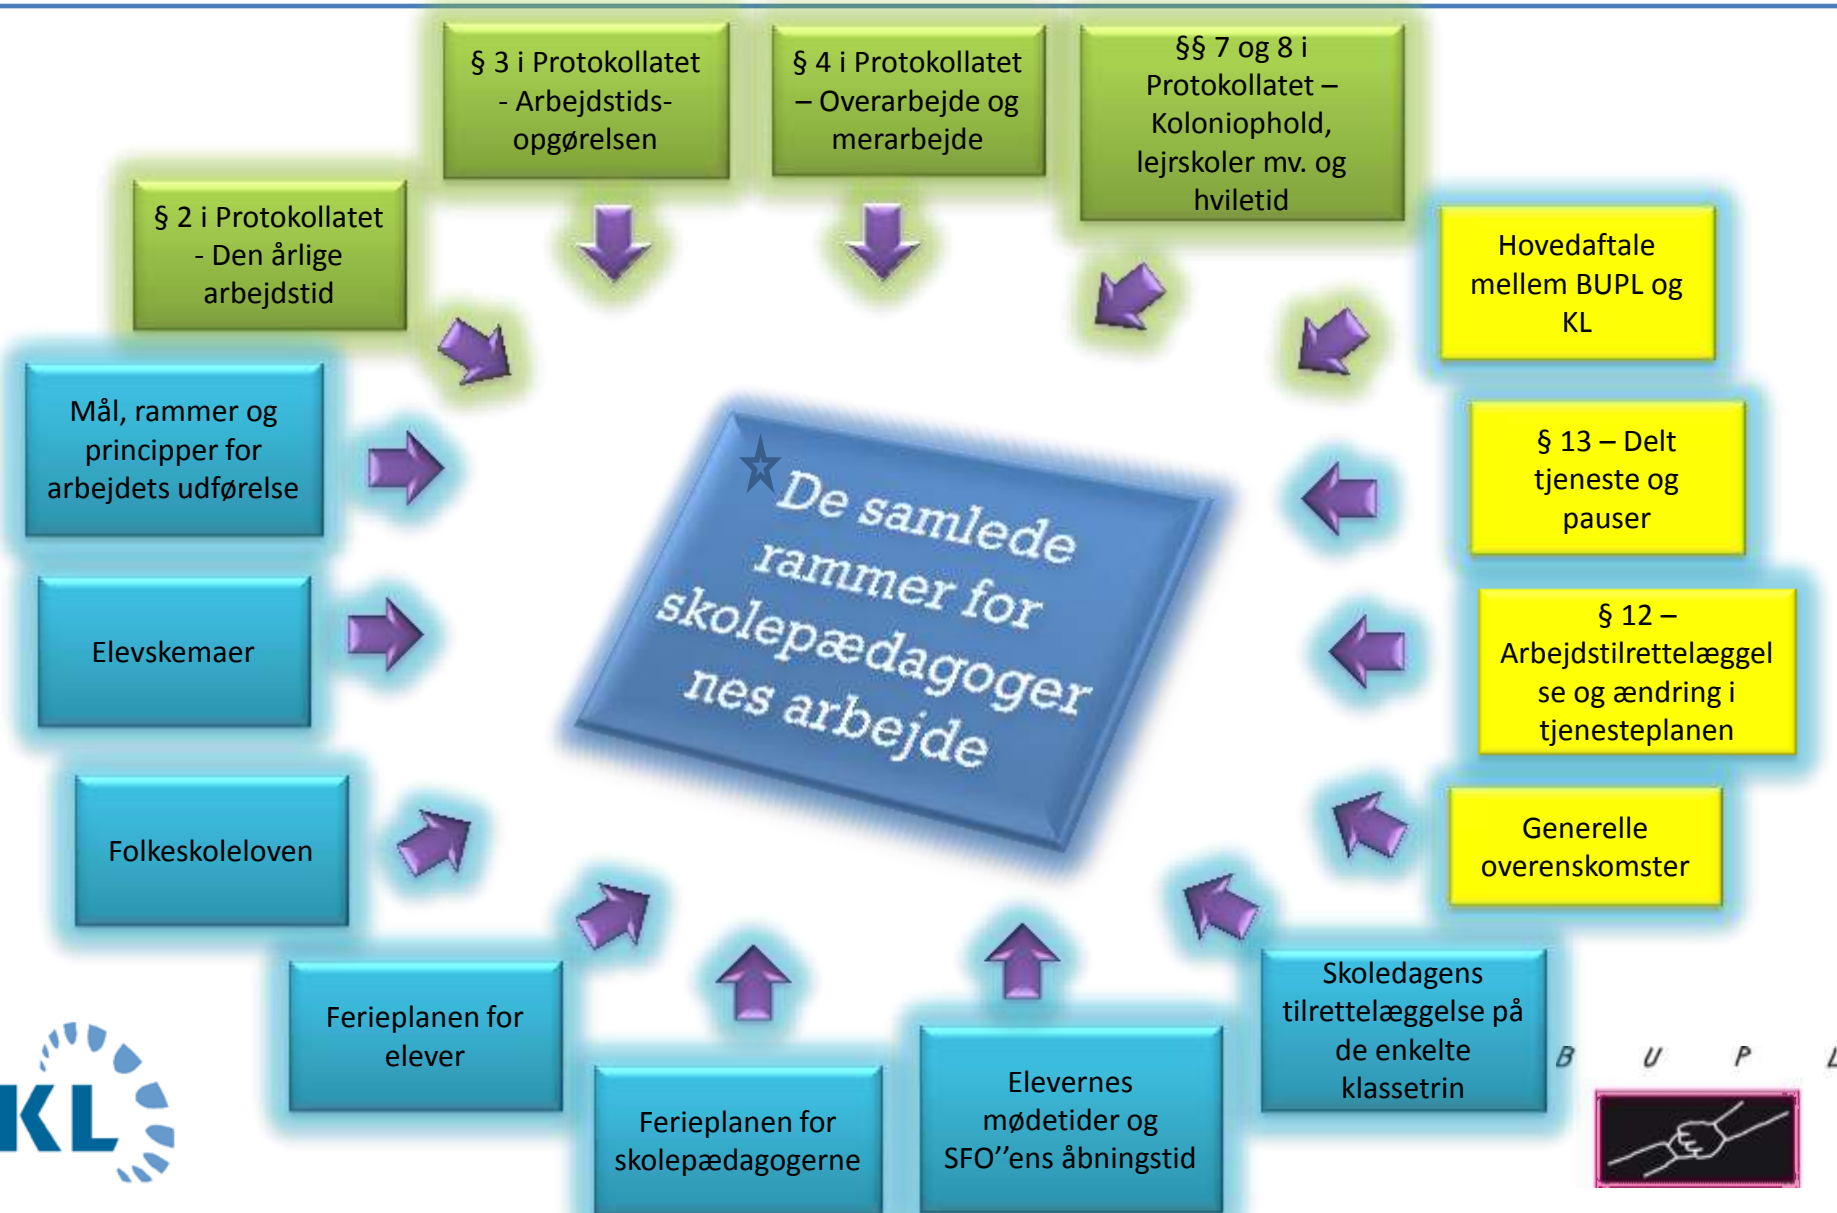 § 3 i Protokollatet
- Arbejdstids-
opgørelsen
§ 4 i Protokollatet
– Overarbejde og
merarbejde
§§ 7 og 8 i
Protokollatet –
Koloniophold,
lejrskoler mv. og
hviletid
§ 2 i Protokollatet
- Den årlige
arbejdstid
Hovedaftale
mellem BUPL og
KL
Mål, rammer og
principper for
arbejdets udførelse
§ 13 – Delt
tjeneste og
pauser
De samlede
rammer for
skolepædagoger
nes arbejde
Elevskemaer
§ 12 –
Arbejdstilrettelæggel
se og ændring i
tjenesteplanen
Folkeskoleloven
Generelle
overenskomster
Ferieplanen for
elever
Ferieplanen for
skolepædagogerne
Elevernes
mødetider og
SFO’’ens åbningstid
Skoledagens
tilrettelæggelse på
de enkelte
klassetrin
KL
B U P L